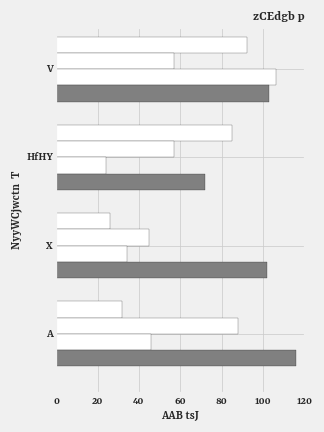 zCEdgb p
V
HfHY
X
A
NyyWCjwctn T
0 20 40 60 80 100 120
AAB tsJ